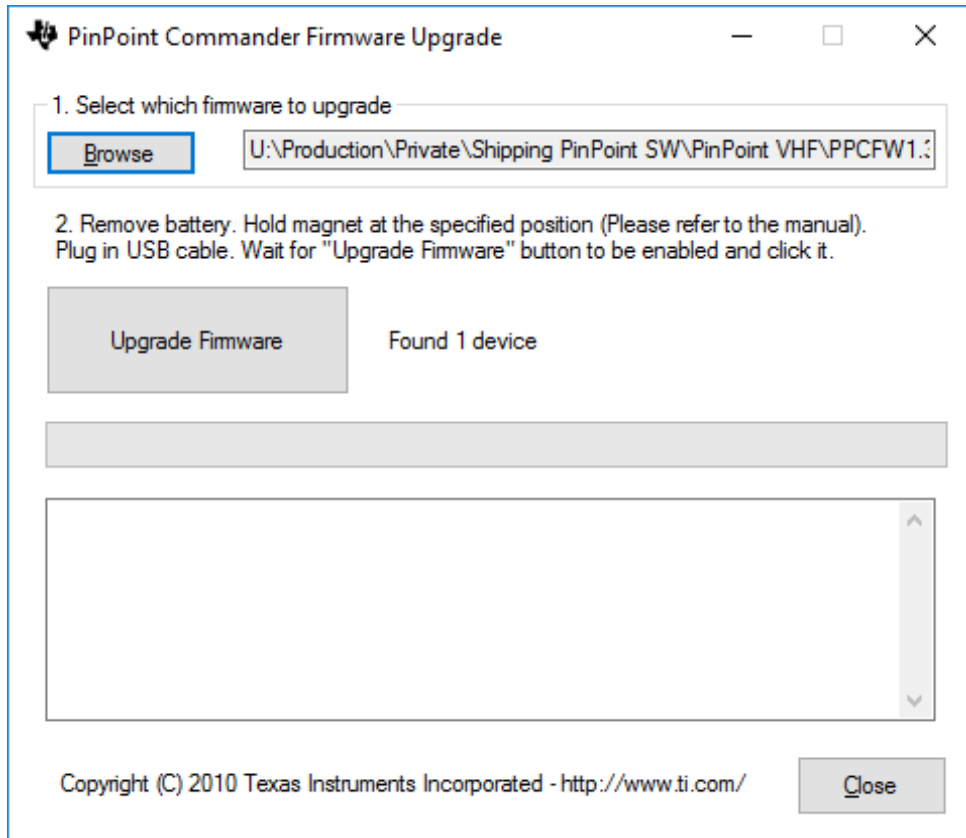 PinPoint Commander Firmware Upgrade
1. Select which firmware to upgrade
Browse
U:\Production\Private\Shipping PinPoint SW\PinPoint VHF\PPCFW1.3
2. Remove battery. Hold magnet at the specified position (Please refer to the manual).
Plug in USB cable. Wait for "Upgrade Firmware" button to be enabled and click it.
Upgrade Firmware
Found 1 device
Copyright (C) 2010 Texas Instruments Incorporated - http://www.ti.com/
Close